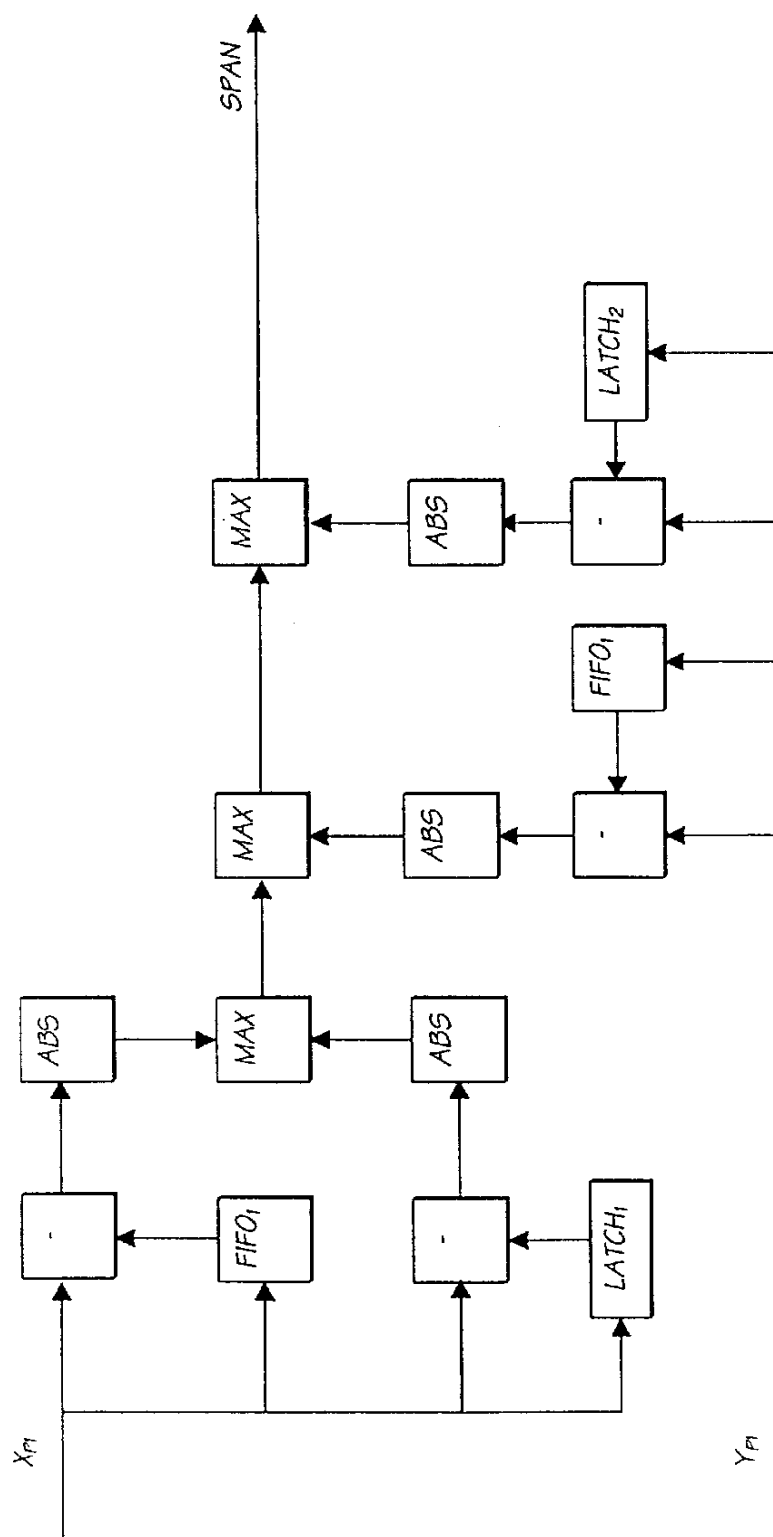 SPAN
LATCH2
MAX
ABS
-
FIFO1
MAX
ABS
-
ABS
MAX
ABS
-
FIFO1
-
LATCH1
XP1
YP1